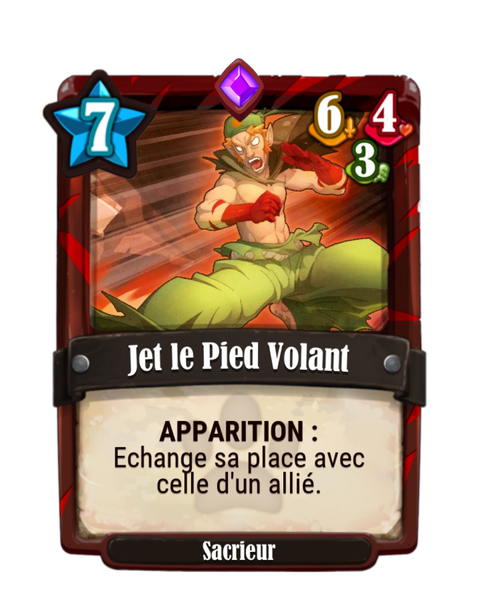 7
6 4
3
Jet le Pied Volant
APPARITION :
Echange sa place avec
celle d'un allié.
Sacrieur